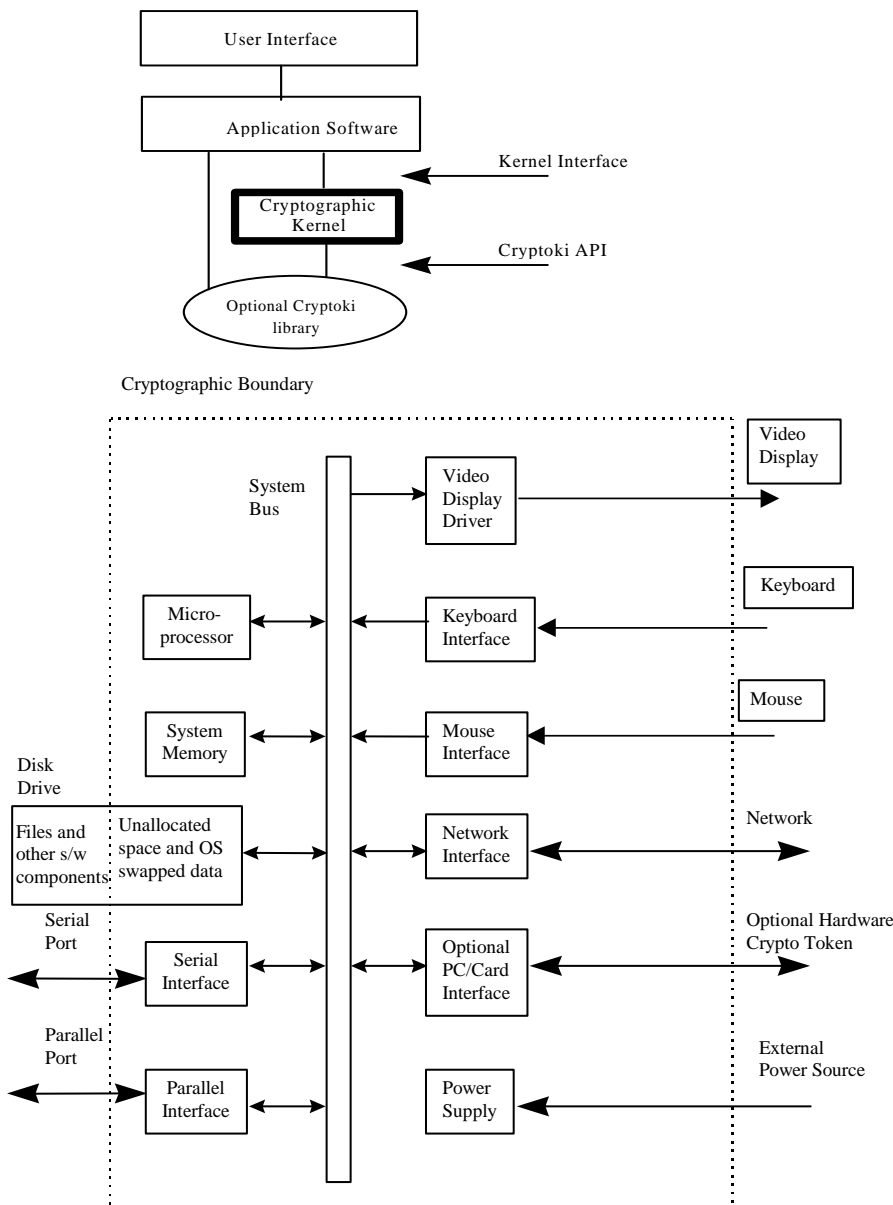 User Interface
Application Software
Kernel Interface
Cryptographic
Kernel
Cryptoki API
Optional Cryptoki
library
Cryptographic Boundary
Video
Display
System
Bus
Video
Display
Driver
Keyboard
Micro-
processor
Keyboard
Interface
Mouse
System
Memory
Mouse
Interface
Disk
Drive
Files and
other s/w
components
Unallocated
space and OS
swapped data
Network
Interface
Network
Serial
Port
Serial
Interface
Optional
PC/Card
Interface
Optional Hardware
Crypto Token
Parallel
Port
Parallel
Interface
Power
Supply
External
Power Source